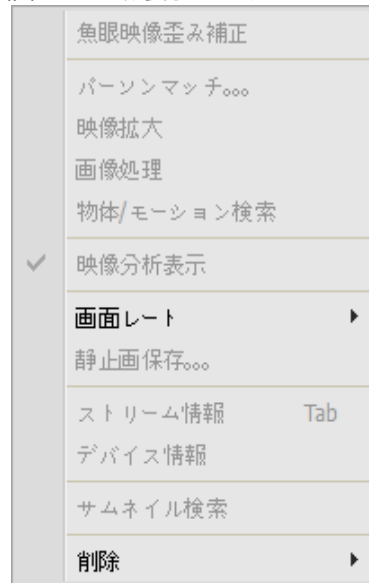 魚眼映像歪み補正
パーソンマッチ...
映像拡大
画像処理
物体/モーション検索
映像分析表示
画面レート
静止画保存...
ストリーム情報 Tab
デバイス情報
サムネイル検索
削除